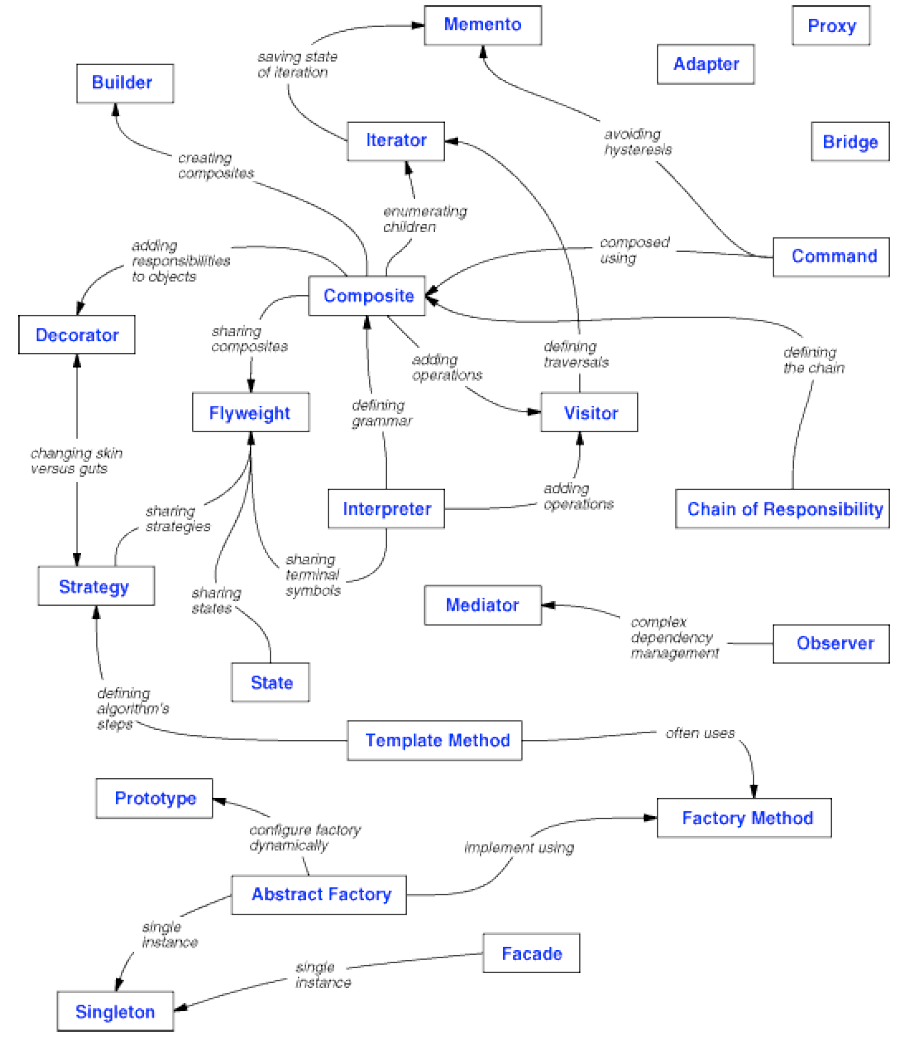 Memento
Proxy
saving state
of iteration
Adapter
Builder
avoiding
hysteresis
Iterator
Bridge
creating
composites
enumerating
children
adding
responsibilities
to objects
composed
using
Command
Composite
Decorator
sharing
composites
adding
operations
defining
traversals
defining
the chain
Flyweight
defining
grammar
Visitor
changing skin
versus guts
adding
operations
sharing
strategies
Interpreter
Chain of Responsibility
sharing
terminal
symbols
Strategy
sharing
states
Mediator
complex
dependency
management
Observer
State
defining
algorithm's
steps
Template Method
often uses
Prototype
Factory Method
configure factory
dynamically
implement using
Abstract Factory
single
instance
Facade
single
instance
Singleton